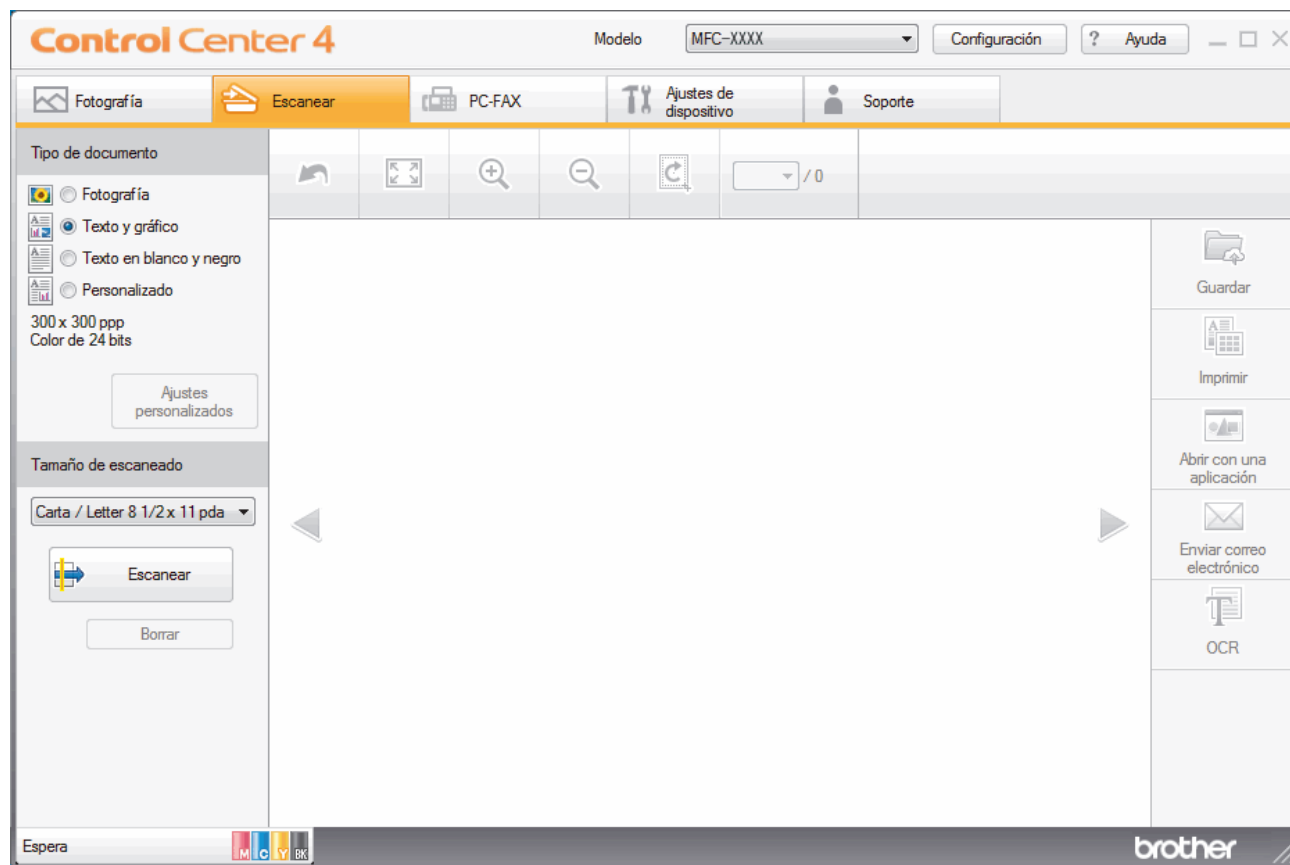 Control Center 4
Modelo
MFC-XXXX
Configuración
? Ayuda
Fotografía
Escanear
PC-FAX
Ajustes de
dispositivo
Soporte
Tipo de documento
Fotografía
Texto y gráfico
Texto en blanco y negro
Personalizado
300 x 300 ppp
Color de 24 bits
Ajustes
personalizados
Tamaño de escaneado
Carta / Letter 8 1/2 x 11 pda
Escanear
Borrar
/ 0
Guardar
Imprimir
Abrir con una
aplicación
Enviar correo
electrónico
OCR
Espera
M C Y BK
brother